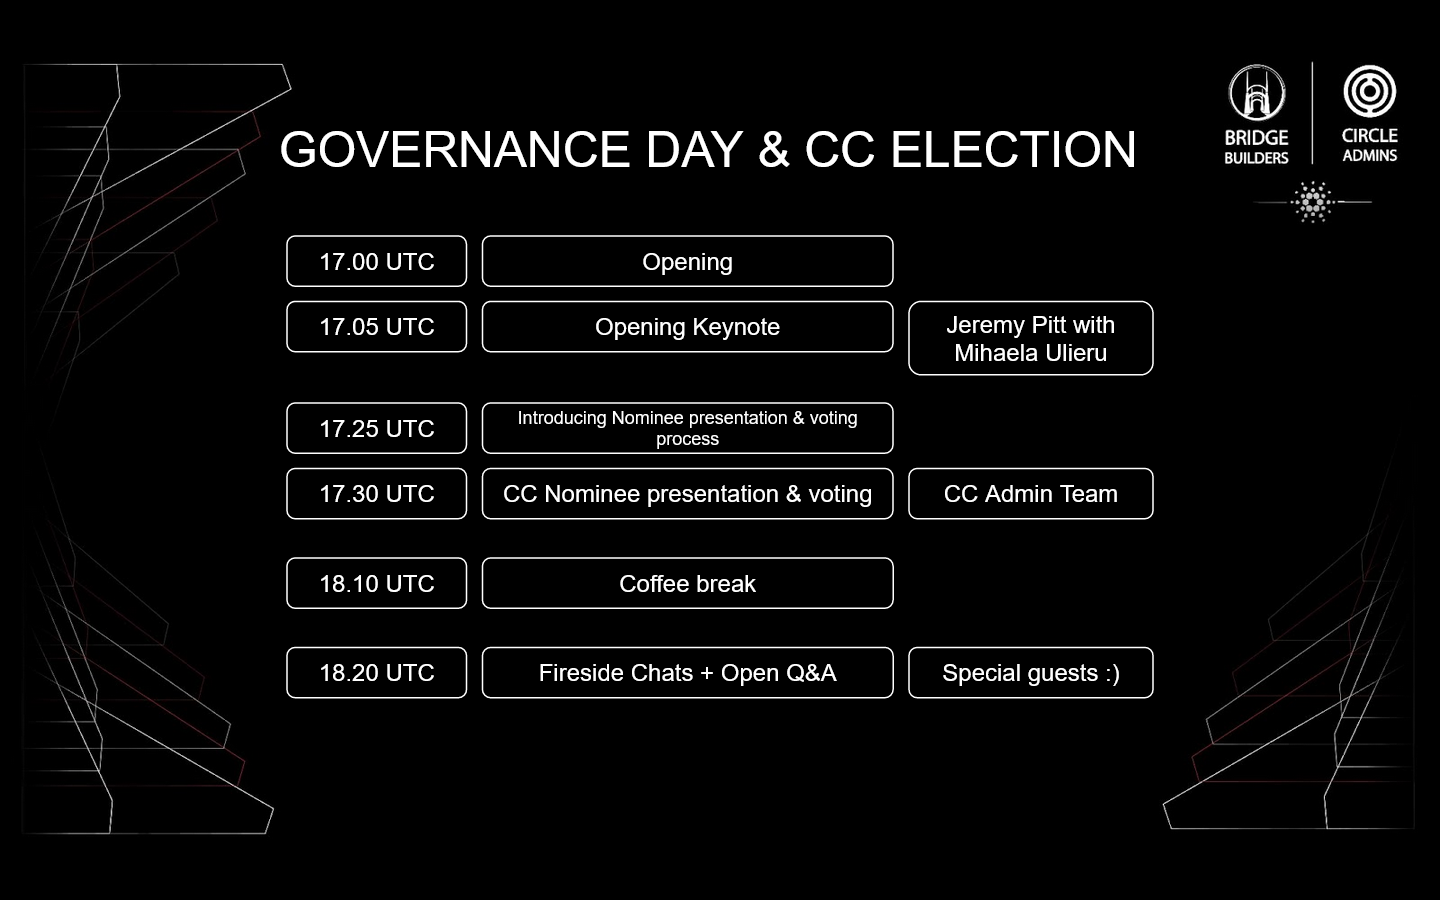 BRIDGE
BUILDERS
CIRCLE
ADMINS
GOVERNANCE DAY & CC ELECTION
17.00 UTC
Opening
17.05 UTC
Opening Keynote
Jeremy Pitt with
Mihaela Ulieru
17.25 UTC
Introducing Nominee presentation & voting
process
17.30 UTC
CC Nominee presentation & voting
CC Admin Team
18.10 UTC
Coffee break
18.20 UTC
Fireside Chats + Open Q&A
Special guests :)